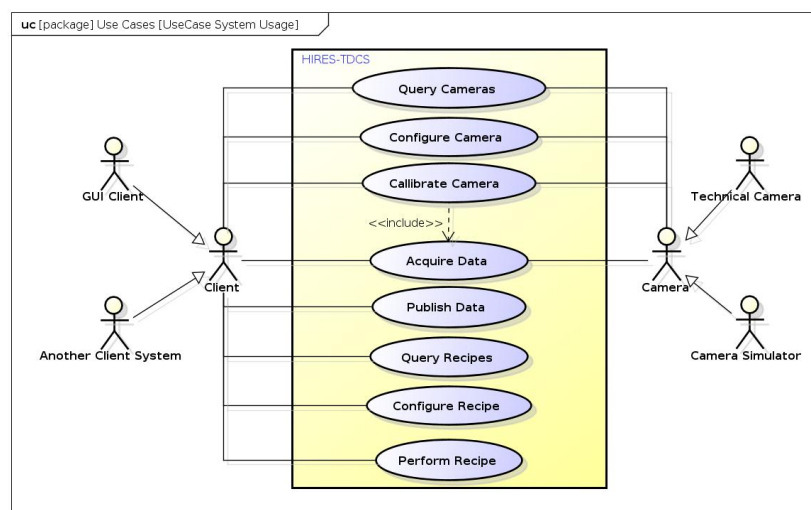 uc [package] Use Cases [UseCase System Usage]
HIRES-TDCS
Query Cameras
Configure Camera
Callibrate Camera
<<include>>
GUI Client
Technical Camera
Acquire Data
Client
Camera
Publish Data
Another Client System
Query Recipes
Camera Simulator
Configure Recipe
Perform Recipe